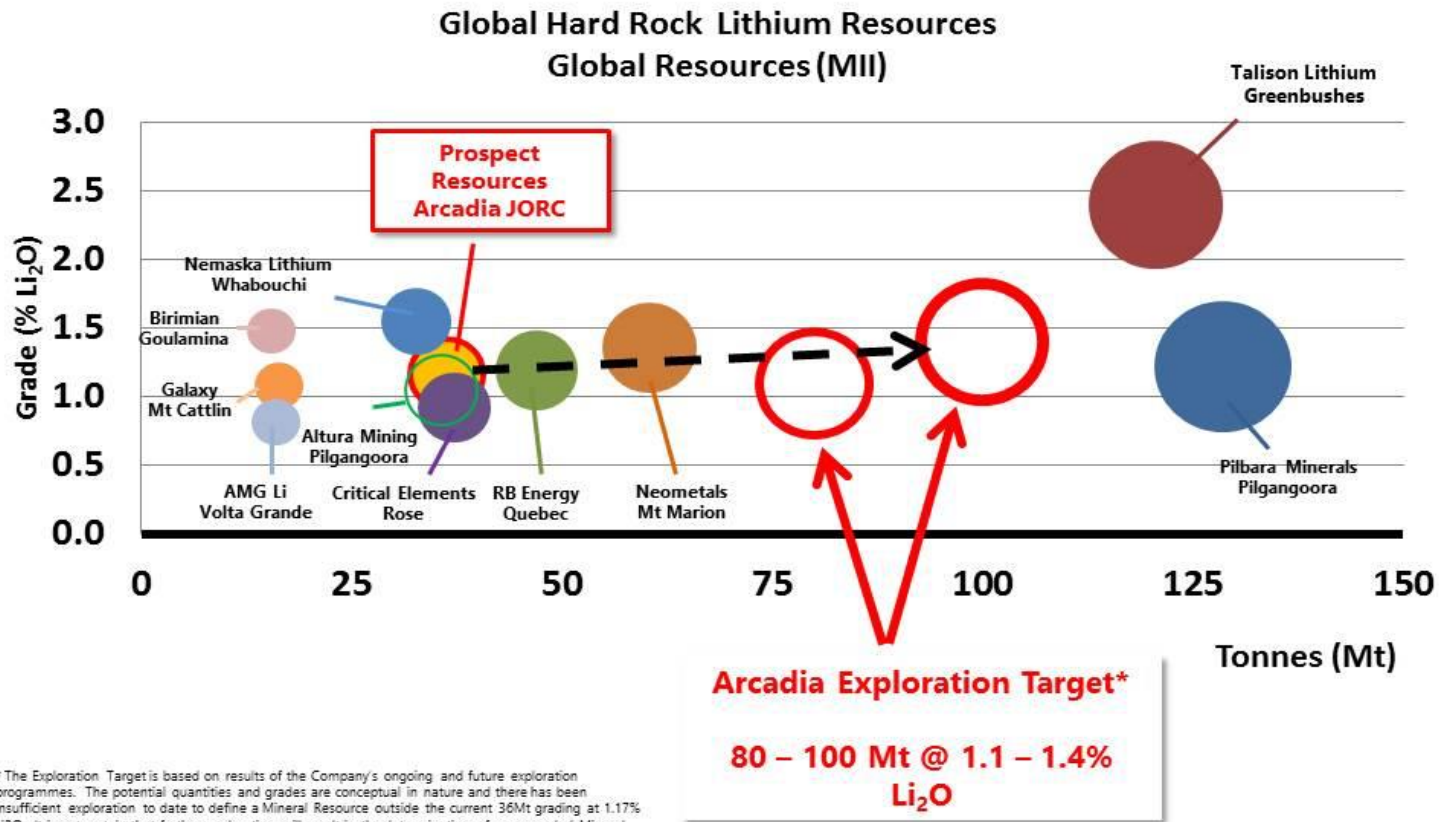 Global Hard Rock Lithium Resources
Global Resources (MII)
Talison Lithium
Greenbushes
3.0
2.5
2.0
1.5
1.0
0.5
0.0
Grade (% Li₂O)
Prospect
Resources
Arcadia JORC
Nemaska Lithium
Whabouchi
Birimian
Goulamina
Galaxy
Mt Cattlin
Altura Mining
Pilgangoora
AMG Li
Volta Grande
Critical Elements
Rose
RB Energy
Quebec
Neometals
Mt Marion
Pilbara Minerals
Pilgangoora
0 25 50 75 100 125 150
Tonnes (Mt)
Arcadia Exploration Target*
80 – 100 Mt @ 1.1 – 1.4%
Li₂O
* The Exploration Target is based on results of the Company's ongoing and future exploration
programmes. The potential quantities and grades are conceptual in nature and there has been
insufficient exploration to date to define a Mineral Resource outside the current 36Mt grading at 1.17%